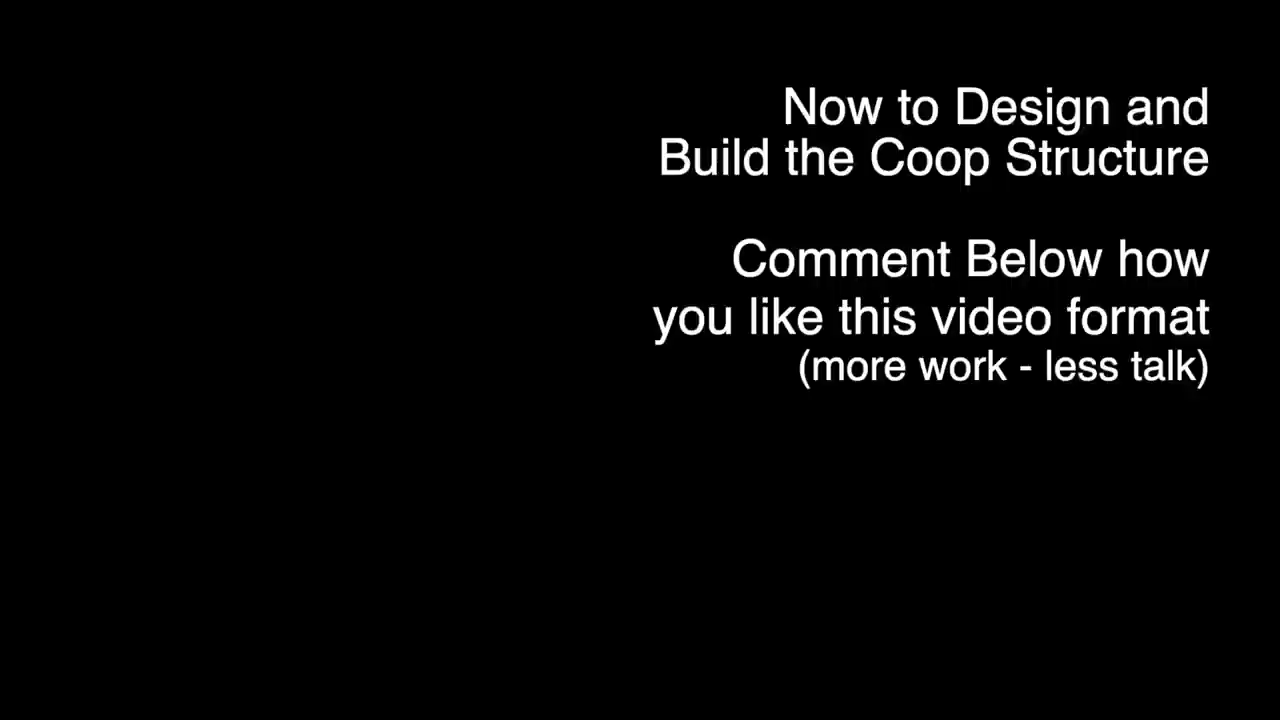 Now to Design and
Build the Coop Structure
Comment Below how
you like this video format
(more work - less talk)